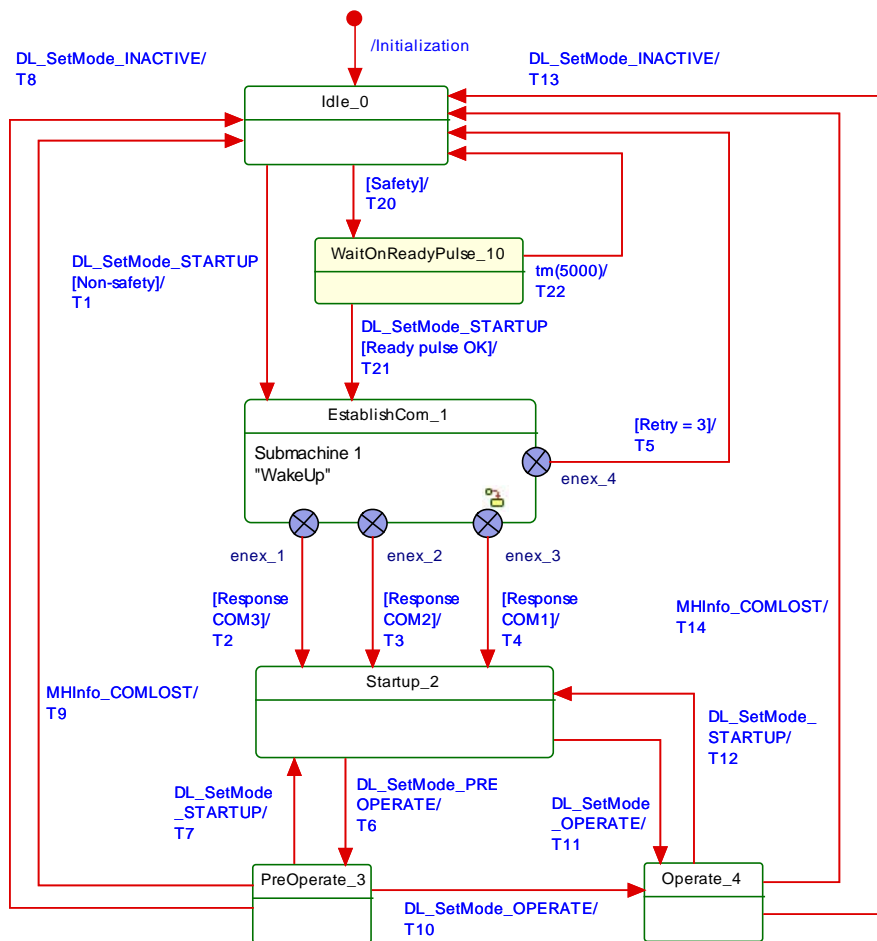 /Initialization
DL_SetMode_INACTIVE/
T8
DL_SetMode_INACTIVE/
T13
Idle_0
[Safety]/
T20
WaitOnReadyPulse_10
DL_SetMode_STARTUP
[Non-safety]/
T1
tm(5000)/
T22
DL_SetMode_STARTUP
[Ready pulse OK]/
T21
EstablishCom_1
Submachine 1
"WakeUp"
[Retry = 3]/
T5
enex_4
enex_1
enex_2
enex_3
[Response
COM3]/
T2
[Response
COM2]/
T3
[Response
COM1]/
T4
MHInfo_COMLOST/
T14
Startup_2
MHInfo_COMLOST/
T9
DL_SetMode_
STARTUP/
T12
DL_SetMode
_STARTUP/
T7
DL_SetMode_PRE
OPERATE/
T6
DL_SetMode
_OPERATE/
T11
PreOperate_3
Operate_4
DL_SetMode_OPERATE/
T10